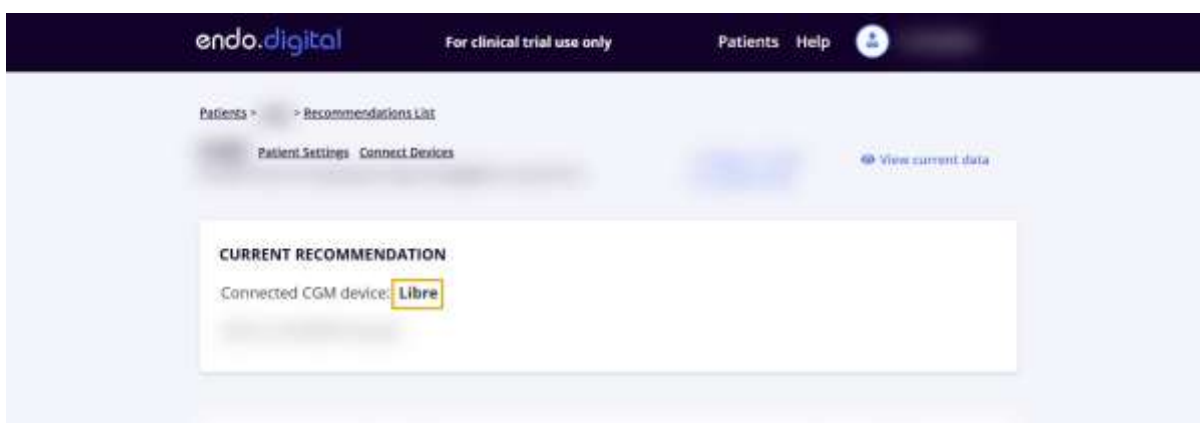 endo.digital For clinical trial use only Patients Help
Patients > > Recommendations List
Patient Settings Connect Devices
View current data
CURRENT RECOMMENDATION
Connected CGM device: Libre